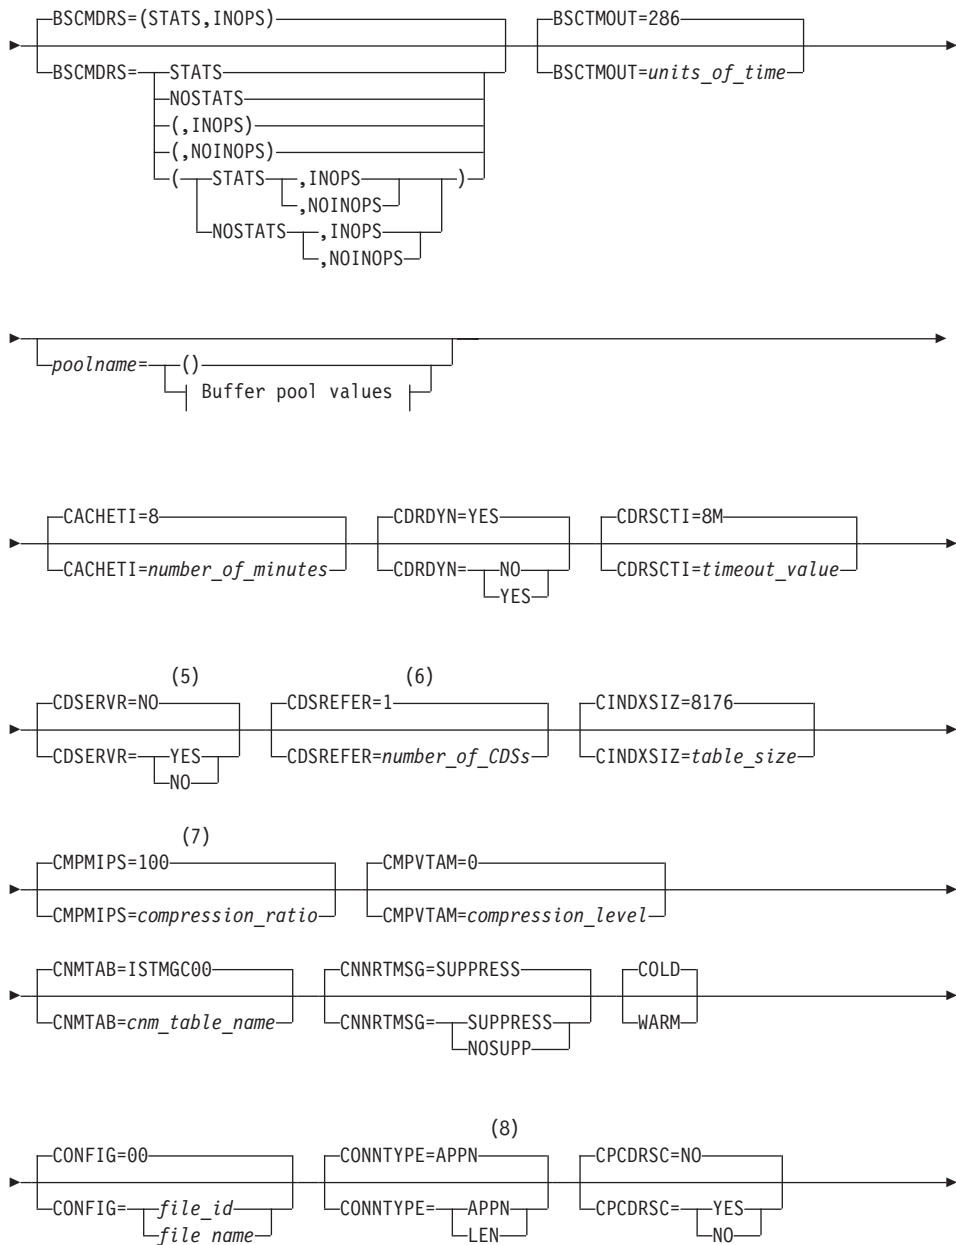 BSCMDRS=(STATS,INOPS) BSCTMOUT=286
BSCMDRS= STATS BSCTMOUT=units_of_time
NOSTATS
(,INOPS)
(,NOINOPS)
( STATS ,INOPS )
,NOINOPS
NOSTATS ,INOPS
,NOINOPS
poolname= ()
Buffer pool values
CACHETI=8 CDRDYN=YES CDRSCTI=8M
CACHETI=number_of_minutes CDRDYN= NO CDRSCTI=timeout_value
YES
(5) (6)
CDSERVR=NO CDSREFER=1 CINDXSIZ=8176
CDSERVR= YES CDSREFER=number_of_CDSs CINDXSIZ=table_size
NO
(7)
CMPMIPS=100 CMPVTAM=0
CMPMIPS=compression_ratio CMPVTAM=compression_level
CNMTAB=ISTMGC00 CNNRTMSG=SUPPRESS COLD
CNMTAB=cnm_table_name CNNRTMSG= SUPPRESS WARM
NOSUPP
(8)
CONFIG=00 CONNTYPE=APPN CPCDRSC=NO
CONFIG= file_id CONNTYPE= APPN CPCDRSC= YES
file_name LEN NO